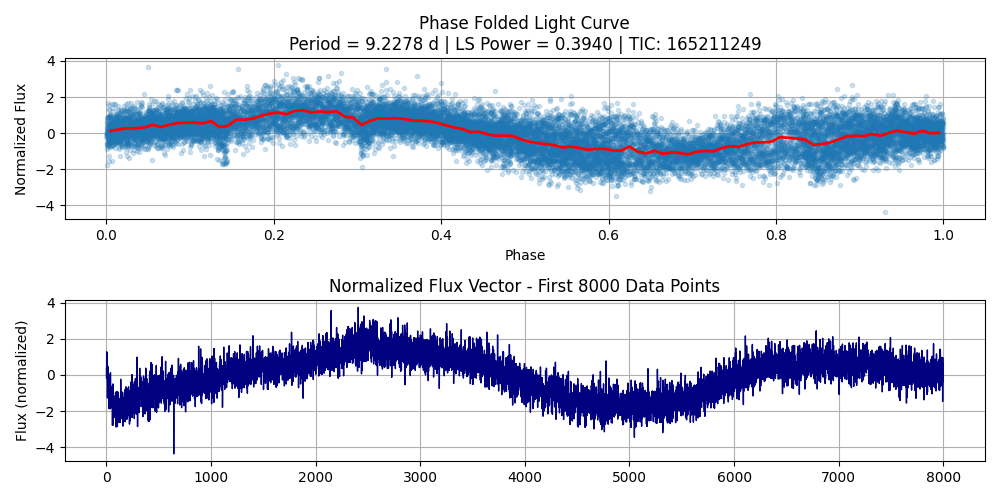 Phase Folded Light Curve
Period = 9.2278 d | LS Power = 0.3940 | TIC: 165211249
Normalized Flux
4
2
0
−2
−4
0.0 0.2 0.4 0.6 0.8 1.0
Phase
Normalized Flux Vector - First 8000 Data Points
Flux (normalized)
4
2
0
−2
−4
0 1000 2000 3000 4000 5000 6000 7000 8000